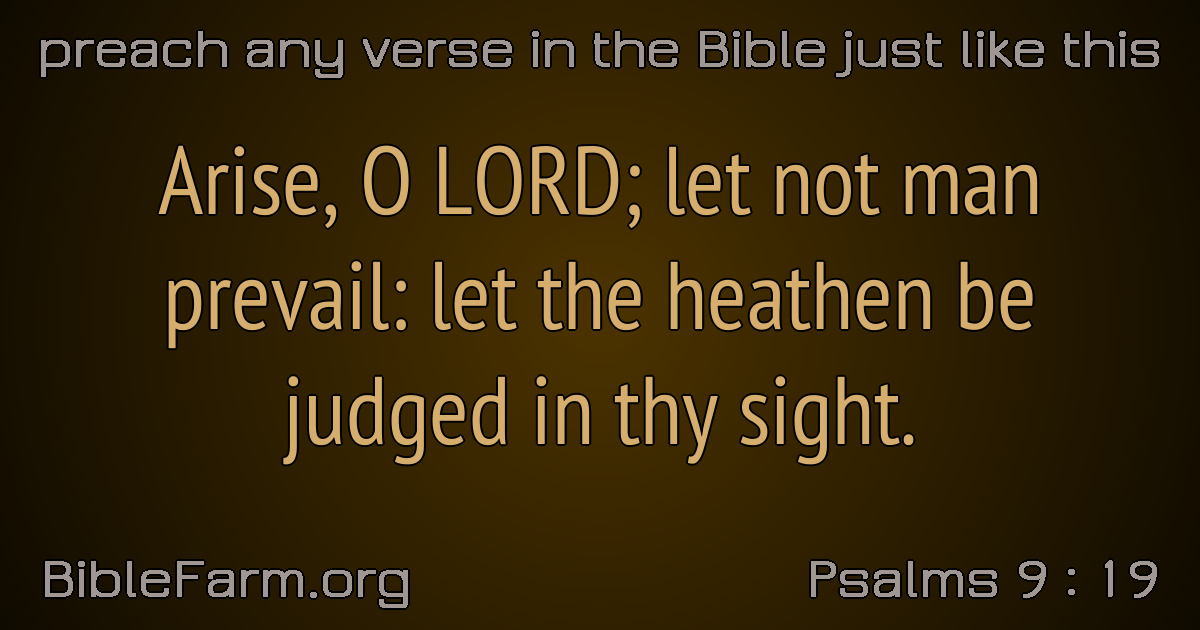 preach any verse in the Bible just like this
Arise, O LORD; let not man
prevail: let the heathen be
judged in thy sight.
BibleFarm.org
Psalms 9 : 19